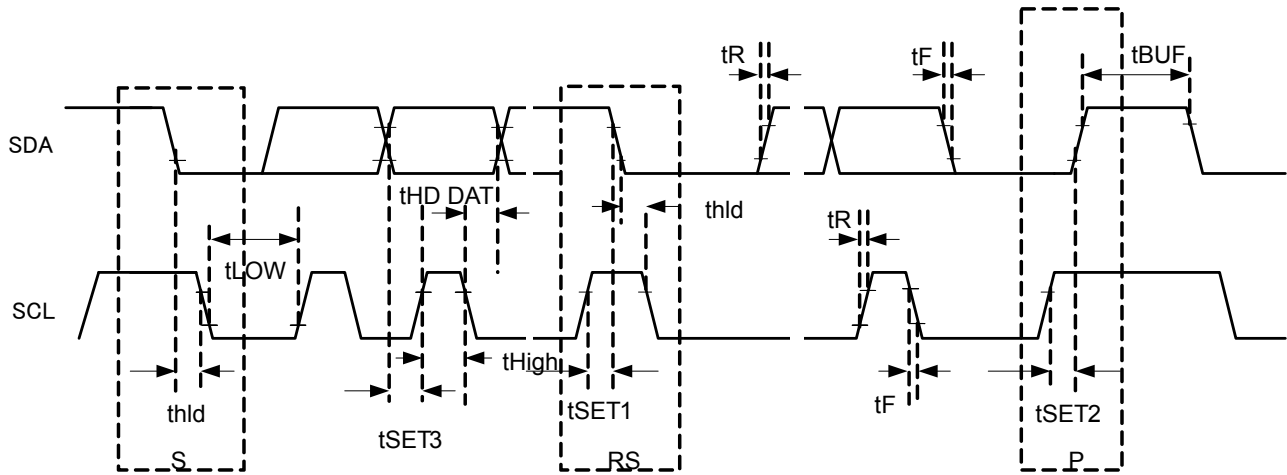 tR
tF
tBUF
SDA
tHD DAT
thld
tR
tLOW
SCL
tHigh
thld
tSET1
tF
tSET2
tSET3
S
RS
P